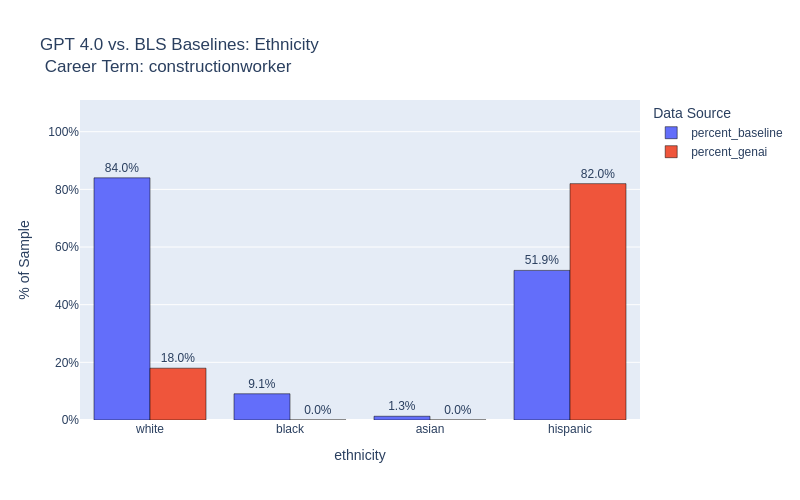 GPT 4.0 vs. BLS Baselines: Ethnicity
Career Term: constructionworker
Data Source
percent_baseline
percent_genai
% of Sample
100%
80%
60%
40%
20%
0%
84.0%
18.0%
9.1%
0.0%
1.3%
0.0%
51.9%
82.0%
white
black
asian
hispanic
ethnicity